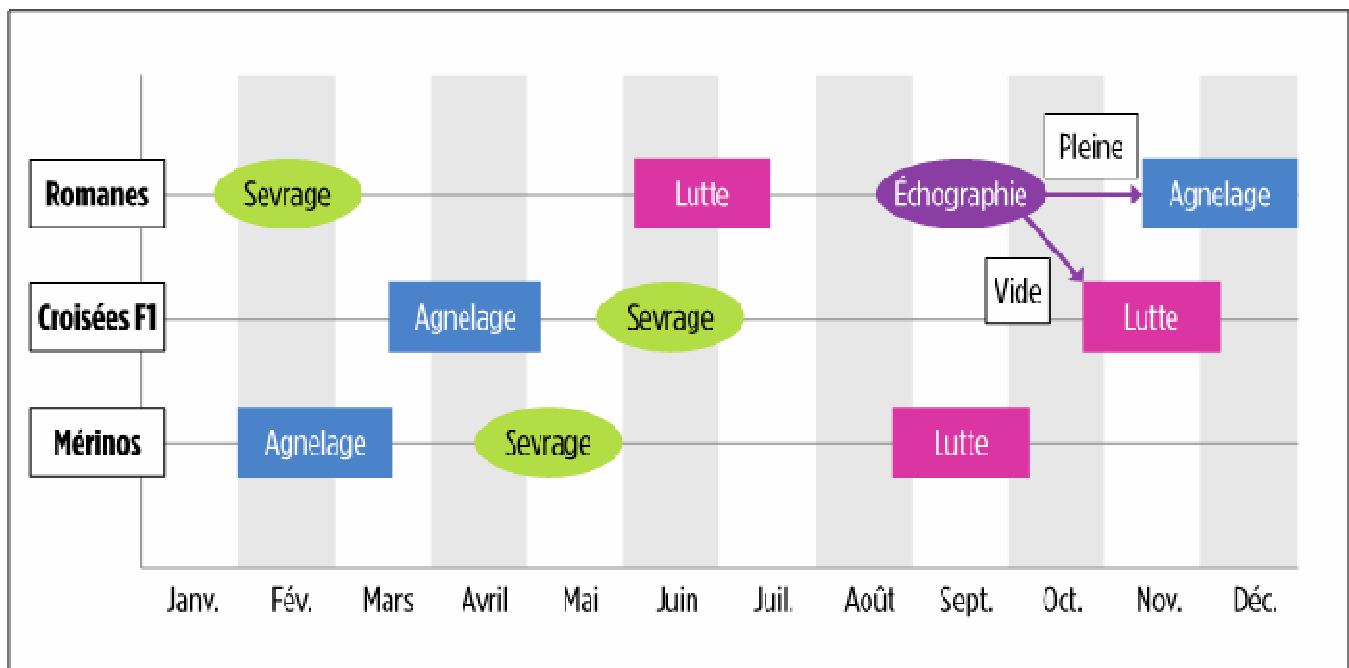 Pleine
Romanes Sevrage Lutte Échographie Agnelage
Vide
Croisées F1 Agnelage Sevrage Lutte
Mérinos Agnelage Sevrage Lutte
Janv. Fév. Mars Avril Mai Juin Juil. Août Sept. Oct. Nov. Déc.